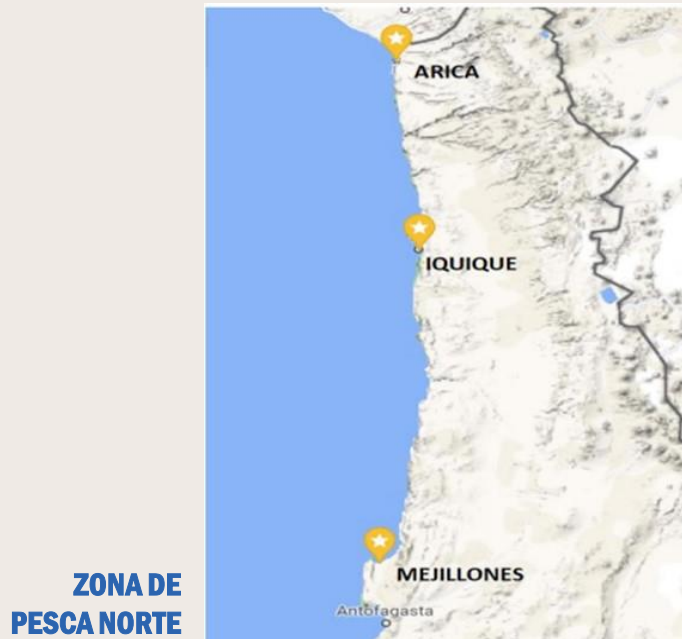 ARICA
IQUIQUE
MEJILLONES
Antofagasta
ZONA DE
PESCA NORTE